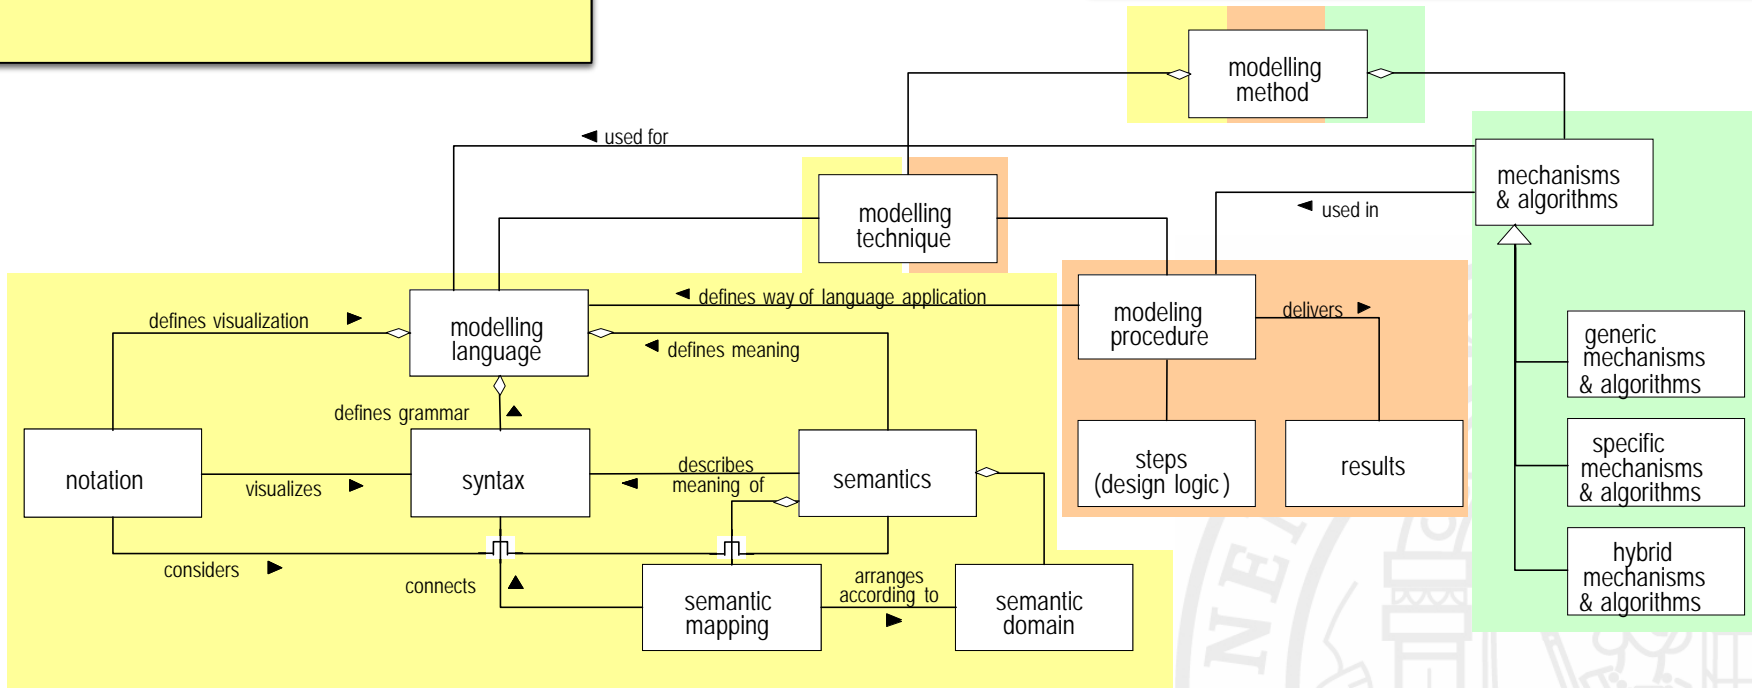 modelling
method
used for
mechanisms
& algorithms
modelling
technique
used in
defines way of language application
modelling
language
modeling
procedure
delivers
defines visualization
defines meaning
generic
mechanisms
& algorithms
defines grammar
notation
visualizes
syntax
describes
meaning of
semantics
steps
(design logic)
results
specific
mechanisms
& algorithms
considers
connects
semantic
mapping
arranges
according to
semantic
domain
hybrid
mechanisms
& algorithms